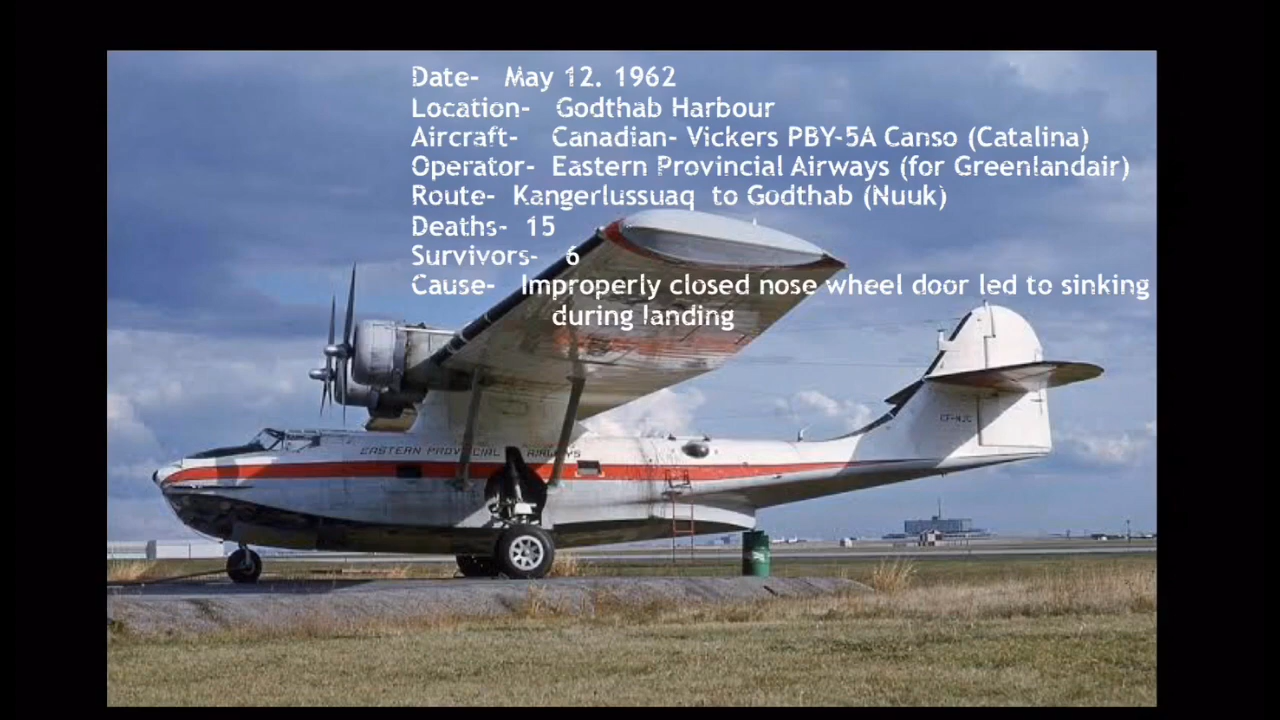 Date- May 12. 1962
Location- Godthab Harbour
Aircraft- Canadian- Vickers PBY-5A Canso (Catalina)
Operator- Eastern Provincial Airways (for Greenlandair)
Route- Kangerlussuaq to Godthab (Nuuk)
Deaths- 15
Survivors- 6
Cause- Improperly closed nose wheel door led to sinking
during landing
EASTERN PROVINCIAL AIRWAYS